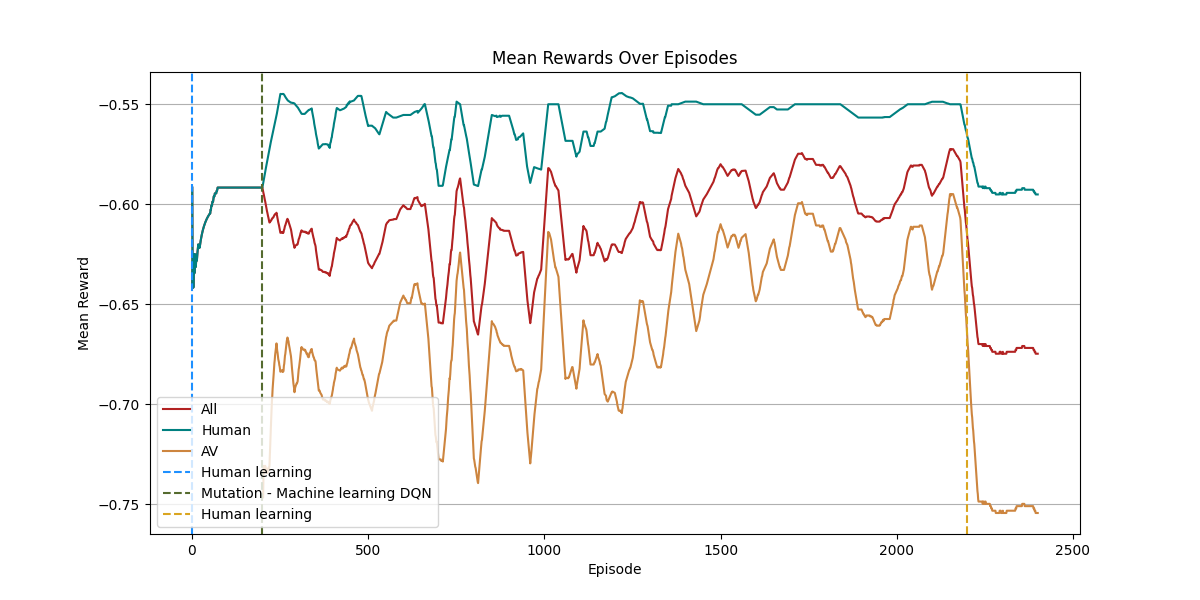 Mean Rewards Over Episodes
Mean Reward
−0.55
−0.60
−0.65
−0.70
−0.75
All
Human
AV
Human learning
Mutation - Machine learning DQN
Human learning
0
500
1000
1500
2000
2500
Episode